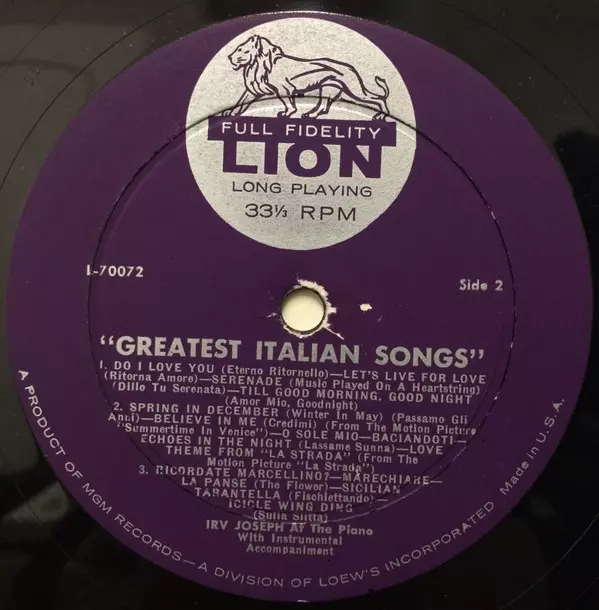 FULL FIDELITY
LION
LONG PLAYING
33⅓ RPM
L-70072
Side 2
"GREATEST ITALIAN SONGS"
1. DO I LOVE YOU (Eterno Ritornello)—LET'S LIVE FOR LOVE
(Ritorna Amore)—SERENADE (Music Played On A Heartstring)
(Dillo Tu Serenata)—TILL GOOD MORNING, GOOD NIGHT
(Amor Mio, Goodnight)
2. SPRING IN DECEMBER (Winter In May) (Passamo Gli
Anni)—BELIEVE IN ME (Credimi) (From The Motion Picture
"Summertime In Venice")—O SOLE MIO—BACIANDOTI—
ECHOES IN THE NIGHT (Lassame Sunna)—LOVE
THEME FROM "LA STRADA" (From The
Motion Picture "La Strada")
3. RICORDATE MARCELLINO?—MARECHIARE—
LA PANSE (The Flower)—SICILIAN
TARANTELLA (Fischiettando)—
ICICLE WING DING
(Sulla Slitta)
IRV JOSEPH At The Piano
With Instrumental
Accompaniment
A PRODUCT OF MGM RECORDS—A DIVISION OF LOEW'S INCORPORATED
Made in U.S.A.